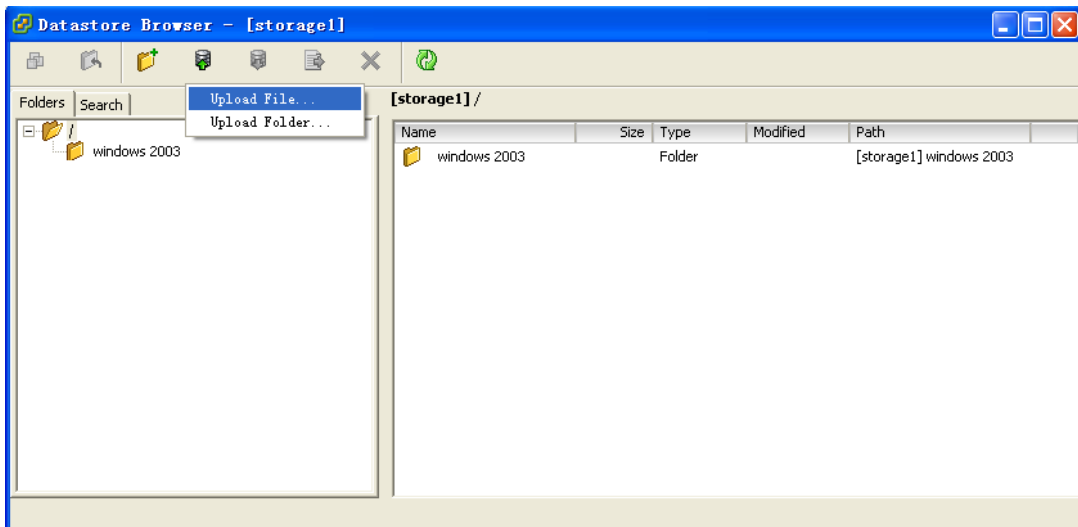 Datastore Browser - [storage1]
Folders Search
Upload File...
Upload Folder...
[storage1] /
/
windows 2003
Name Size Type Modified Path
windows 2003 Folder [storage1] windows 2003